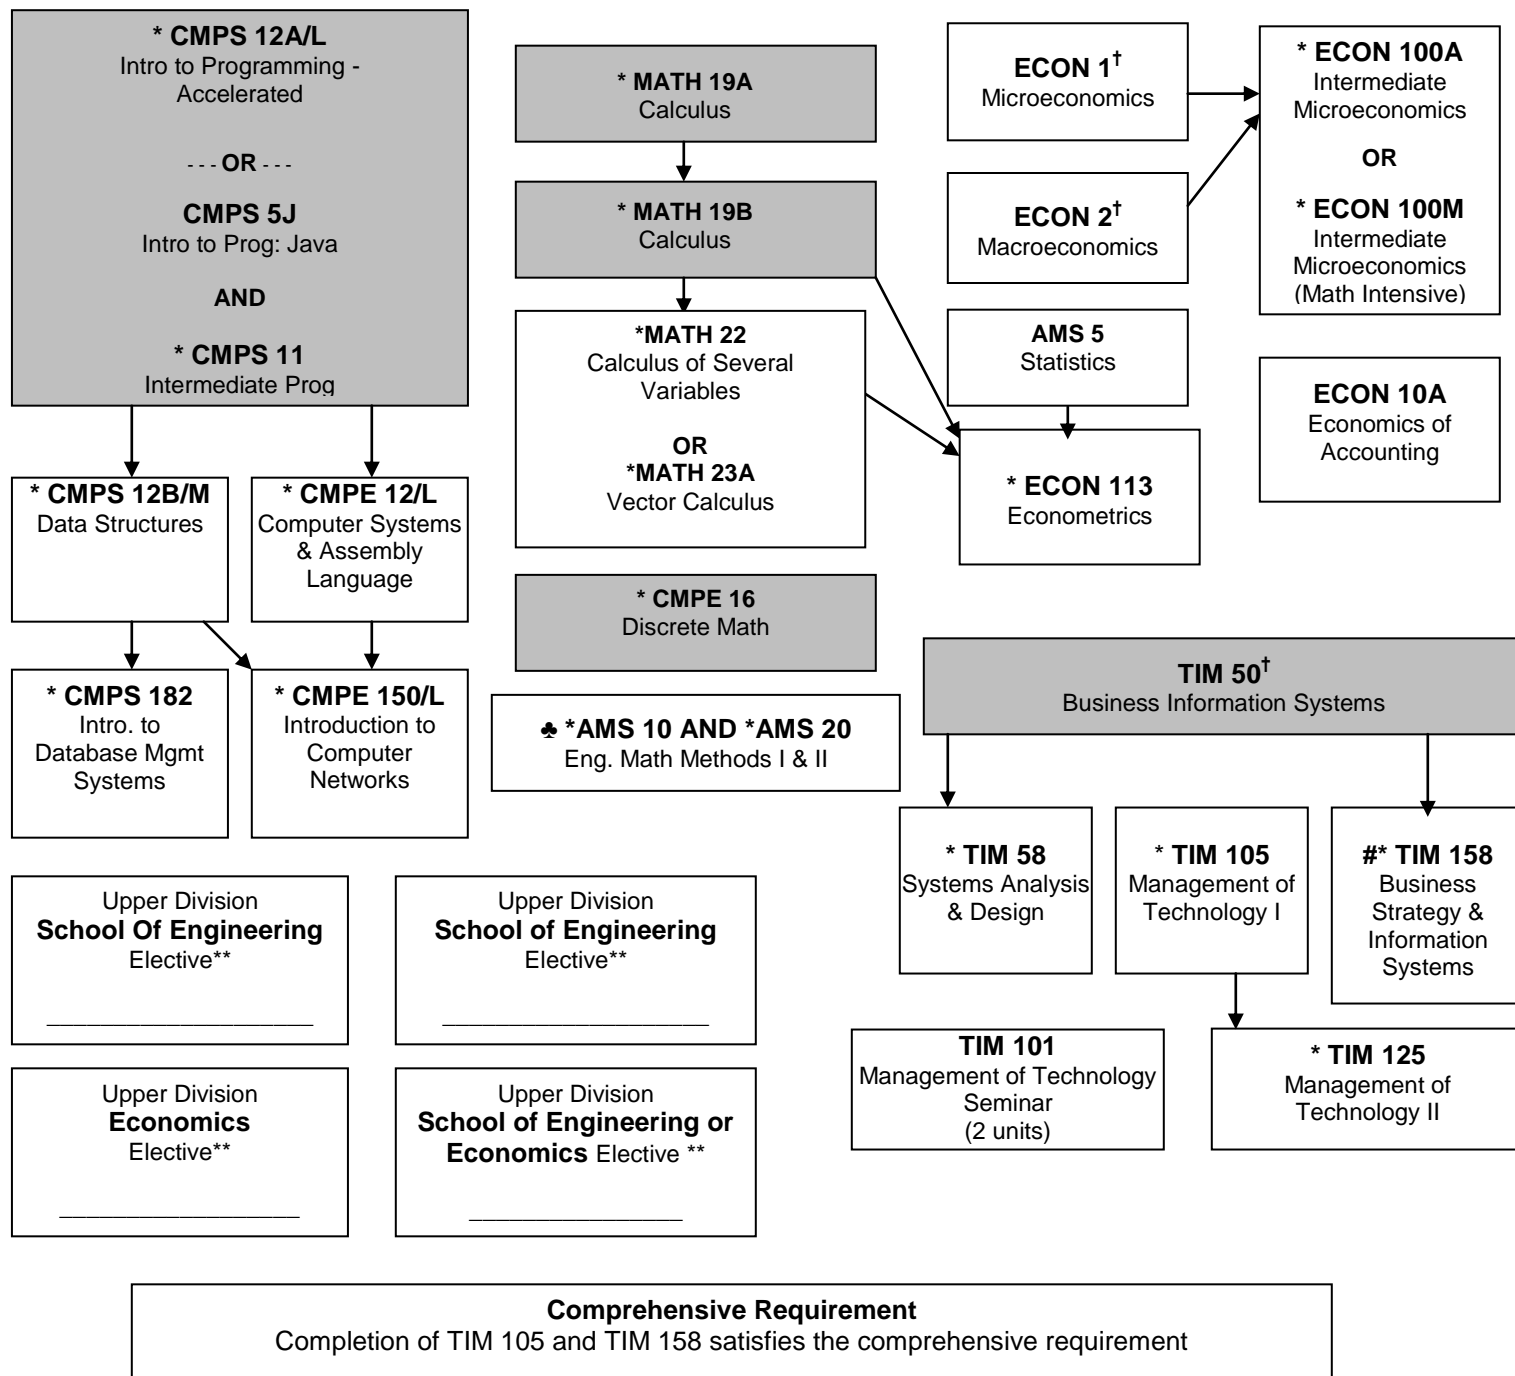 * CMPS 12A/L
Intro to Programming -
Accelerated
- - - OR - - -
CMPS 5J
Intro to Prog: Java
AND
* CMPS 11
Intermediate Prog
* CMPS 12B/M
Data Structures
* CMPE 12/L
Computer Systems
& Assembly
Language
* CMPS 182
Intro. to
Database Mgmt
Systems
* CMPE 150/L
Introduction to
Computer
Networks
* MATH 19A
Calculus
* MATH 19B
Calculus
*MATH 22
Calculus of Several
Variables
OR
*MATH 23A
Vector Calculus
* CMPE 16
Discrete Math
♣ *AMS 10 AND *AMS 20
Eng. Math Methods I & II
ECON 1†
Microeconomics
ECON 2†
Macroeconomics
* ECON 100A
Intermediate
Microeconomics
OR
* ECON 100M
Intermediate
Microeconomics
(Math Intensive)
AMS 5
Statistics
* ECON 113
Econometrics
ECON 10A
Economics of
Accounting
TIM 50†
Business Information Systems
* TIM 58
Systems Analysis
& Design
* TIM 105
Management of
Technology I
#* TIM 158
Business
Strategy &
Information
Systems
TIM 101
Management of Technology
Seminar
(2 units)
* TIM 125
Management of
Technology II
Upper Division
School Of Engineering
Elective**
____________________
Upper Division
School of Engineering
Elective**
____________________
Upper Division
Economics
Elective**
__________________
Upper Division
School of Engineering or
Economics Elective **
________________
Comprehensive Requirement
Completion of TIM 105 and TIM 158 satisfies the comprehensive requirement